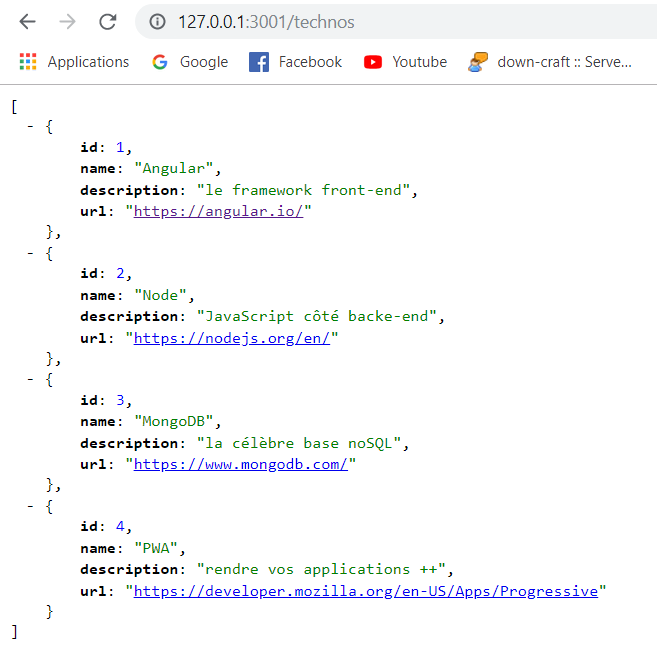 127.0.0.1:3001/technos
Applications Google Facebook Youtube down-craft :: Serve...
[
- {
id: 1,
name: "Angular",
description: "le framework front-end",
url: "https://angular.io/"
},
- {
id: 2,
name: "Node",
description: "JavaScript côté backe-end",
url: "https://nodejs.org/en/"
},
- {
id: 3,
name: "MongoDB",
description: "la célèbre base noSQL",
url: "https://www.mongodb.com/"
},
- {
id: 4,
name: "PWA",
description: "rendre vos applications ++",
url: "https://developer.mozilla.org/en-US/Apps/Progressive"
}
]